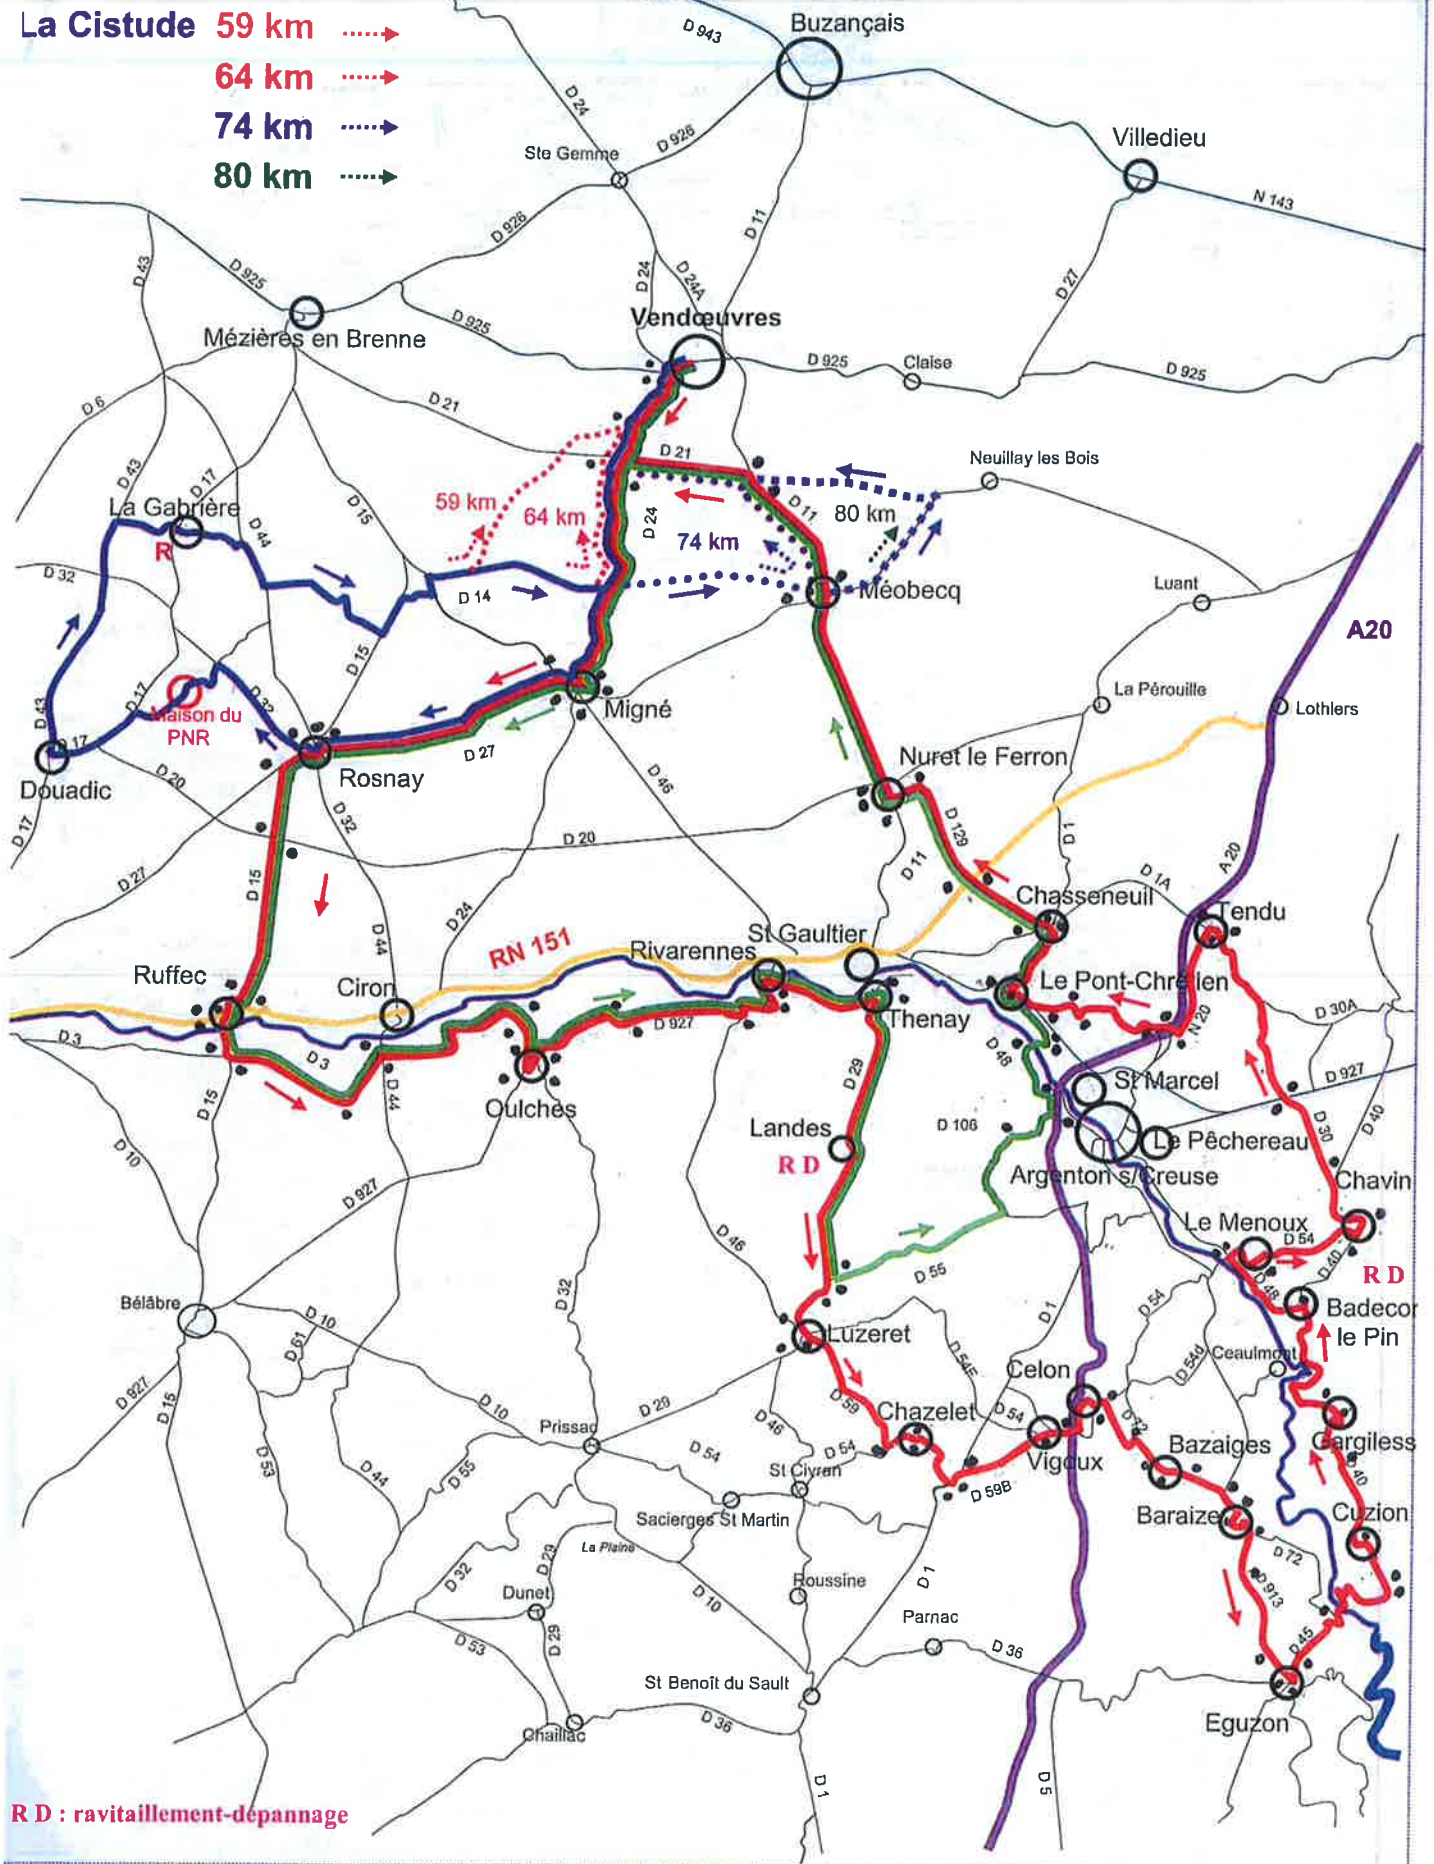 La Cistude 59 km
64 km
74 km
80 km
Buzançais
D 943
D 24
D 926
Ste Gemme
Villedieu
N 143
D 11
D 926
D 43
D 925
D 24
D 24A
D 27
Vendœuvres
Mézières en Brenne
D 925
D 925
Claise
D 925
D 6
D 21
D 21
Neuillay les Bois
D 43
D 17
La Gabrière
R
D 44
D 15
59 km
64 km
D 24
74 km
D 11
80 km
D 32
D 14
Méobecq
Luant
A20
D 15
La Pérouille
Lothiers
D 43
D 17
Maison du
PNR
D 32
Migné
17
Douadic
D 20
Rosnay
D 27
D 46
Nuret le Ferron
D 17
D 32
D 20
D 129
D 1
D 11
A 20
D 27
D 15
D 1A
D 24
D 44
Chasseneuil
Tendu
RN 151
Rivarennes
St Gaultier
Ruffec
Ciron
Le Pont-Chrétien
Thenay
D 30A
N 20
D 927
D 3
D 3
D 48
D 29
D 15
D 44
St Marcel
D 927
Oulches
D 10
Landes
R D
D 106
Le Pêchereau
D 30
D 40
Argenton s/Creuse
Chavin
D 927
Le Menoux
D 54
D 46
D 55
D 40
R D
D 48
Badecon
le Pin
Bélâbre
D 32
D 10
D 61
D 1
D 54
Luzeret
D 54E
D 54d
Ceaulmont
D 927
D 15
D 59
Celon
D 10
D 29
Prissac
D 46
Chazelet
D 54
D 72
Gargiless
D 54
D 54
Vigoux
Bazaiges
D 40
D 53
D 44
D 55
St Civran
D 59B
Sacierges St Martin
Baraize
Cuzion
La Plaine
D 72
D 29
D 32
Dunet
Roussine
D 1
D 913
D 10
Parnac
D 53
D 29
D 36
D 45
St Benoît du Sault
Eguzon
Chaillac
D 36
D 1
D 5
R D : ravitaillement-dépannage